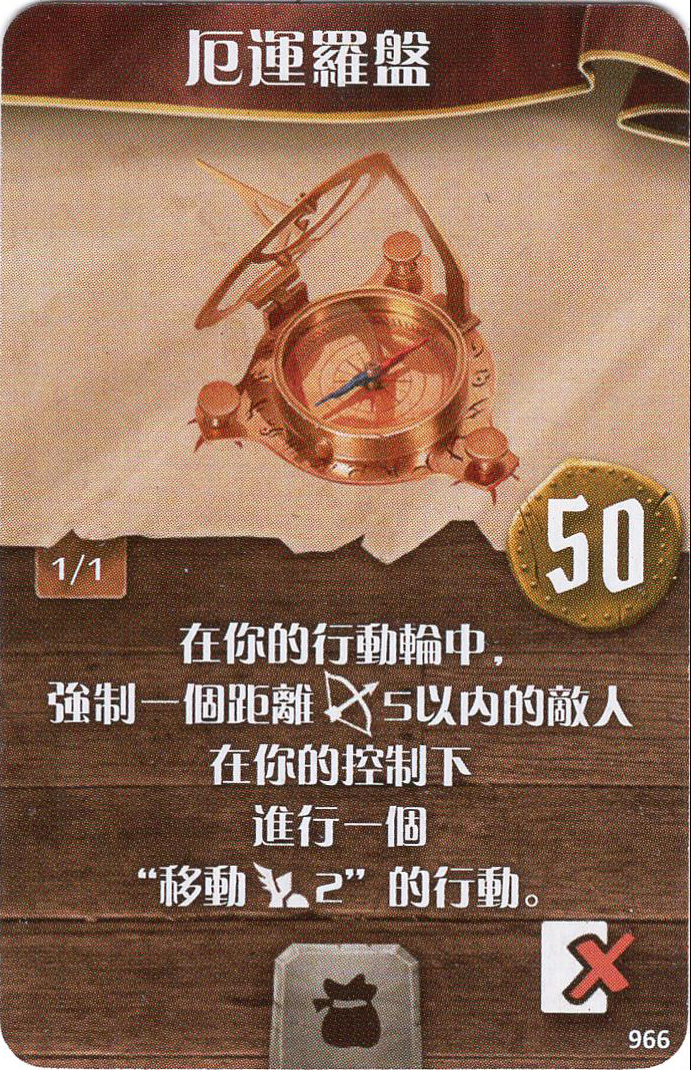 厄運羅盤
50
1/1
在你的行動輪中，
強制一個距離5以內的敵人
在你的控制下
進行一個
“移動2”的行動。
966